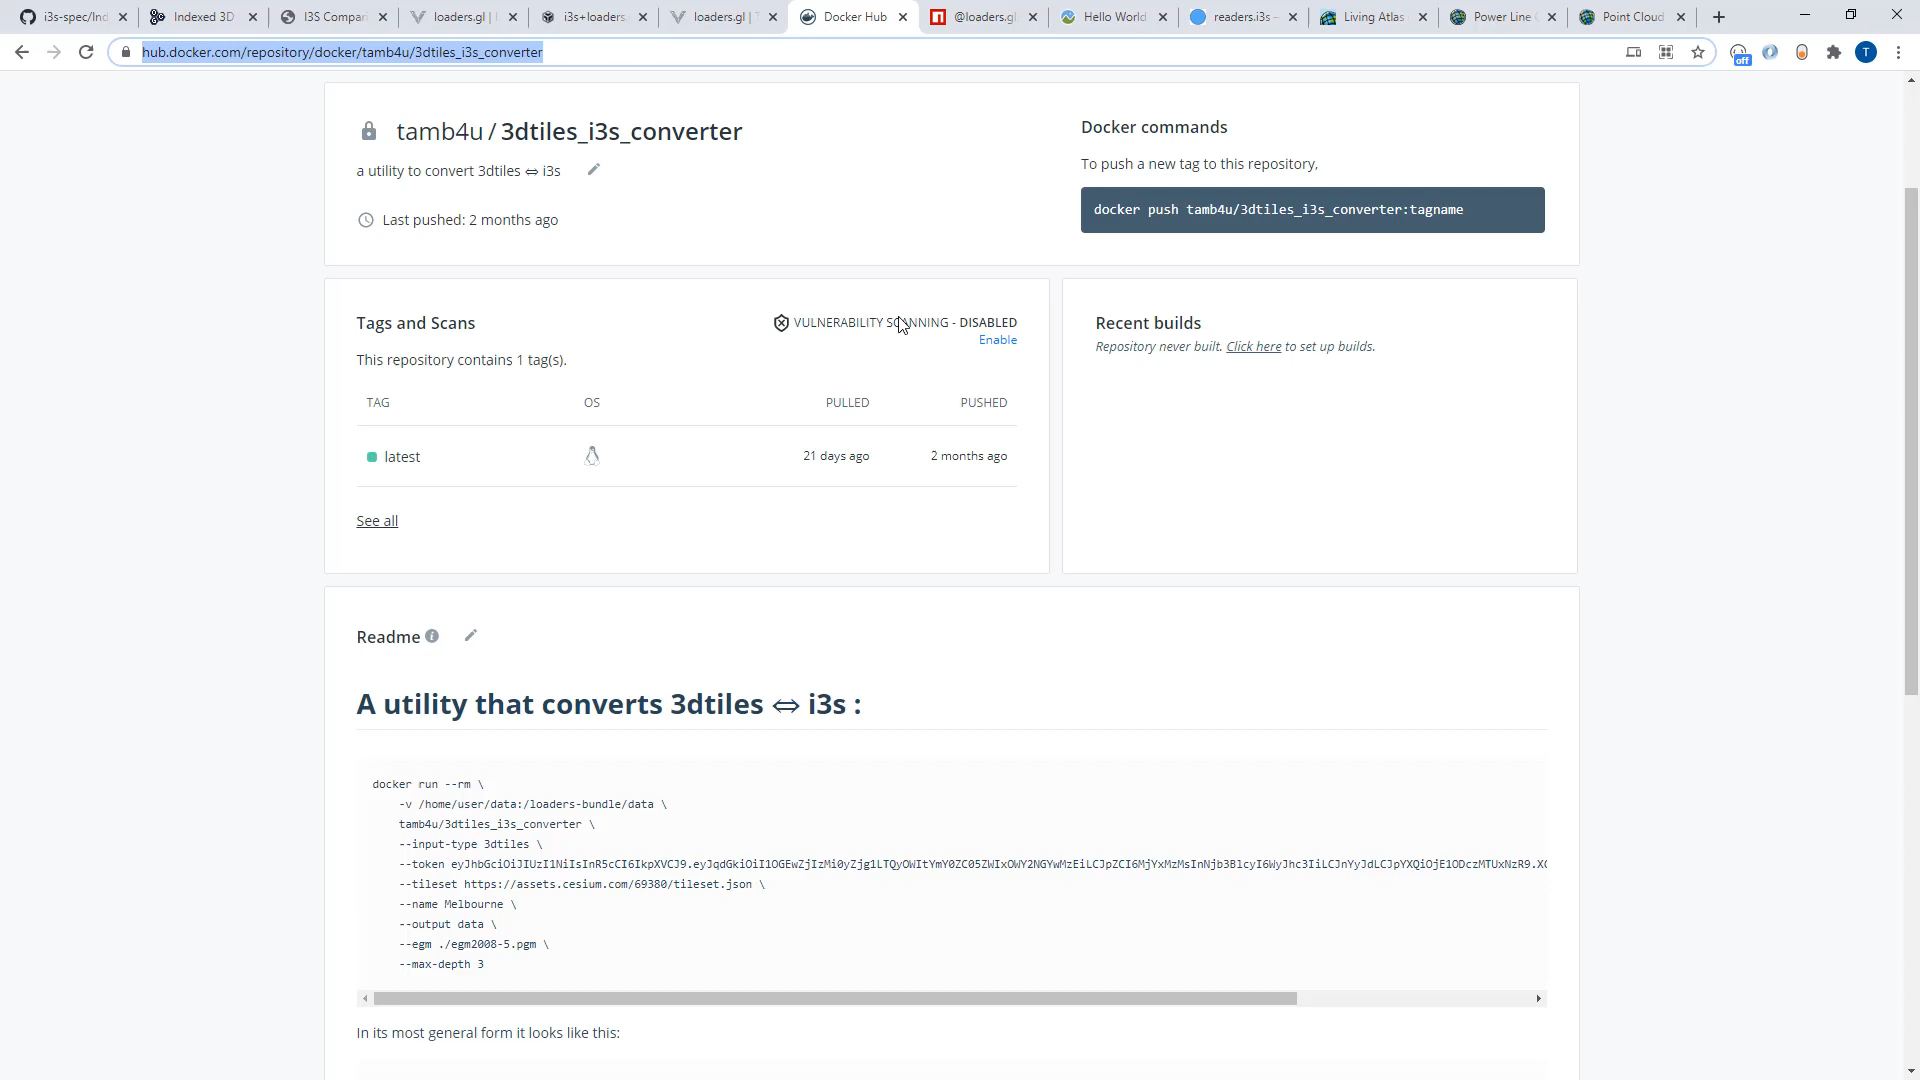 i3s-spec/Ind
Indexed 3D
I3S Compari
loaders.gl |
i3s+loaders.
loaders.gl | T
Docker Hub
@loaders.gl
Hello World
readers.i3s –
Living Atlas
Power Line
Point Cloud
hub.docker.com/repository/docker/tamb4u/3dtiles_i3s_converter
off
T
tamb4u / 3dtiles_i3s_converter
a utility to convert 3dtiles ⇔ i3s
Last pushed: 2 months ago
Docker commands
To push a new tag to this repository,
docker push tamb4u/3dtiles_i3s_converter:tagname
Tags and Scans
VULNERABILITY SCANNING - DISABLED
Enable
This repository contains 1 tag(s).
TAG OS PULLED PUSHED
latest 21 days ago 2 months ago
See all
Recent builds
Repository never built. Click here to set up builds.
Readme
A utility that converts 3dtiles ⇔ i3s :
docker run --rm \
-v /home/user/data:/loaders-bundle/data \
tamb4u/3dtiles_i3s_converter \
--input-type 3dtiles \
--token
--tileset https://assets.cesium.com/69380/tileset.json \
--name Melbourne \
--output data \
--egm ./egm2008-5.pgm \
--max-depth 3
In its most general form it looks like this: